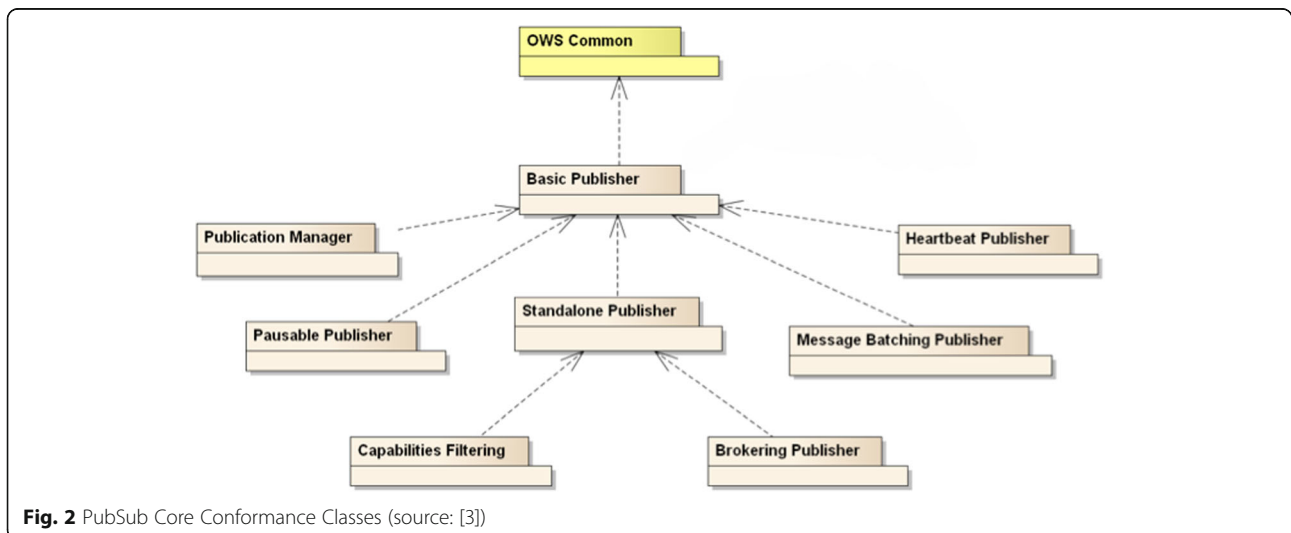 OWS Common
Basic Publisher
Publication Manager
Heartbeat Publisher
Standalone Publisher
Pausable Publisher
Message Batching Publisher
Capabilities Filtering
Brokering Publisher
Fig. 2 PubSub Core Conformance Classes (source: [3])